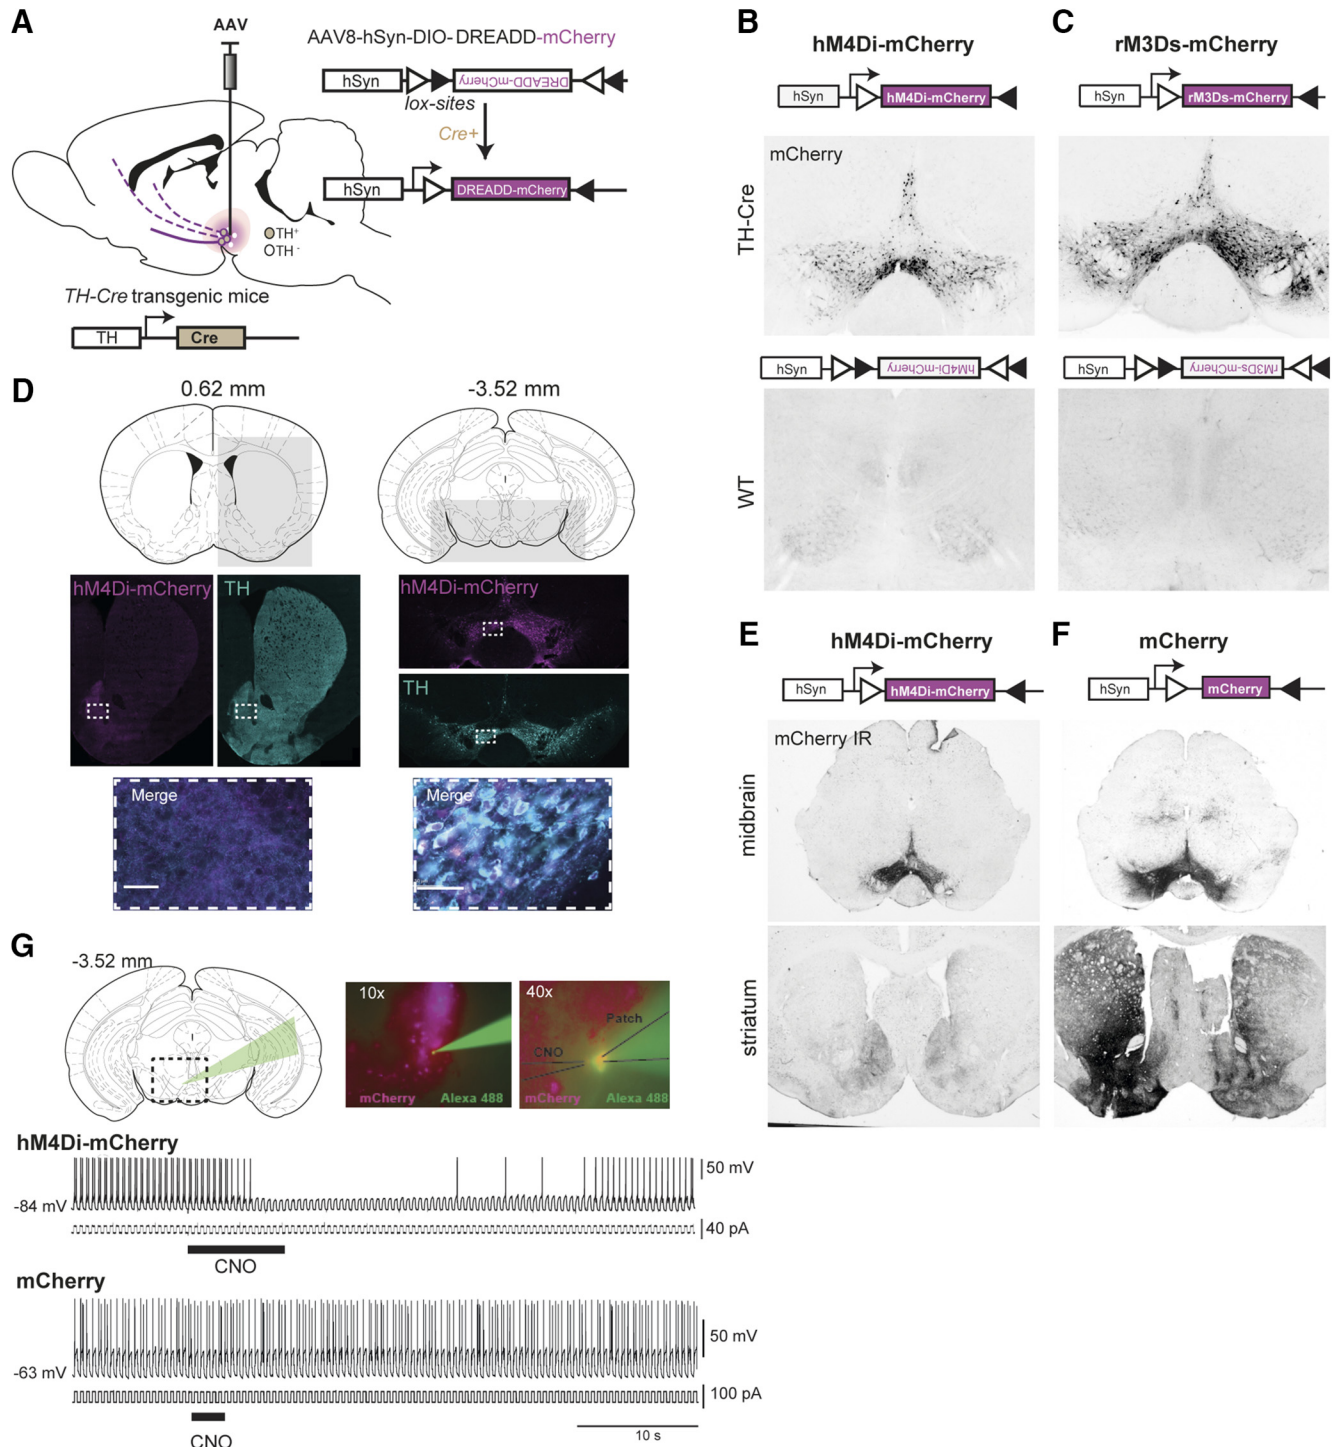 A
AAV
AAV8-hSyn-DIO-DREADD-mCherry
hSyn
DREADD-mCherry
lox-sites
Cre+
hSyn
DREADD-mCherry
TH+
TH-
TH-Cre transgenic mice
TH
Cre
B
hM4Di-mCherry
hSyn
hM4Di-mCherry
mCherry
TH-Cre
hSyn
hM4Di-mCherry
WT
C
rM3Ds-mCherry
hSyn
rM3Ds-mCherry
hSyn
rM3Ds-mCherry
D
0.62 mm
-3.52 mm
hM4Di-mCherry
TH
hM4Di-mCherry
TH
Merge
Merge
E
hM4Di-mCherry
hSyn
hM4Di-mCherry
mCherry IR
midbrain
striatum
F
mCherry
hSyn
mCherry
G
-3.52 mm
10x
mCherry
Alexa 488
40x
Patch
CNO
mCherry
Alexa 488
hM4Di-mCherry
50 mV
-84 mV
40 pA
CNO
mCherry
50 mV
-63 mV
100 pA
CNO
10 s